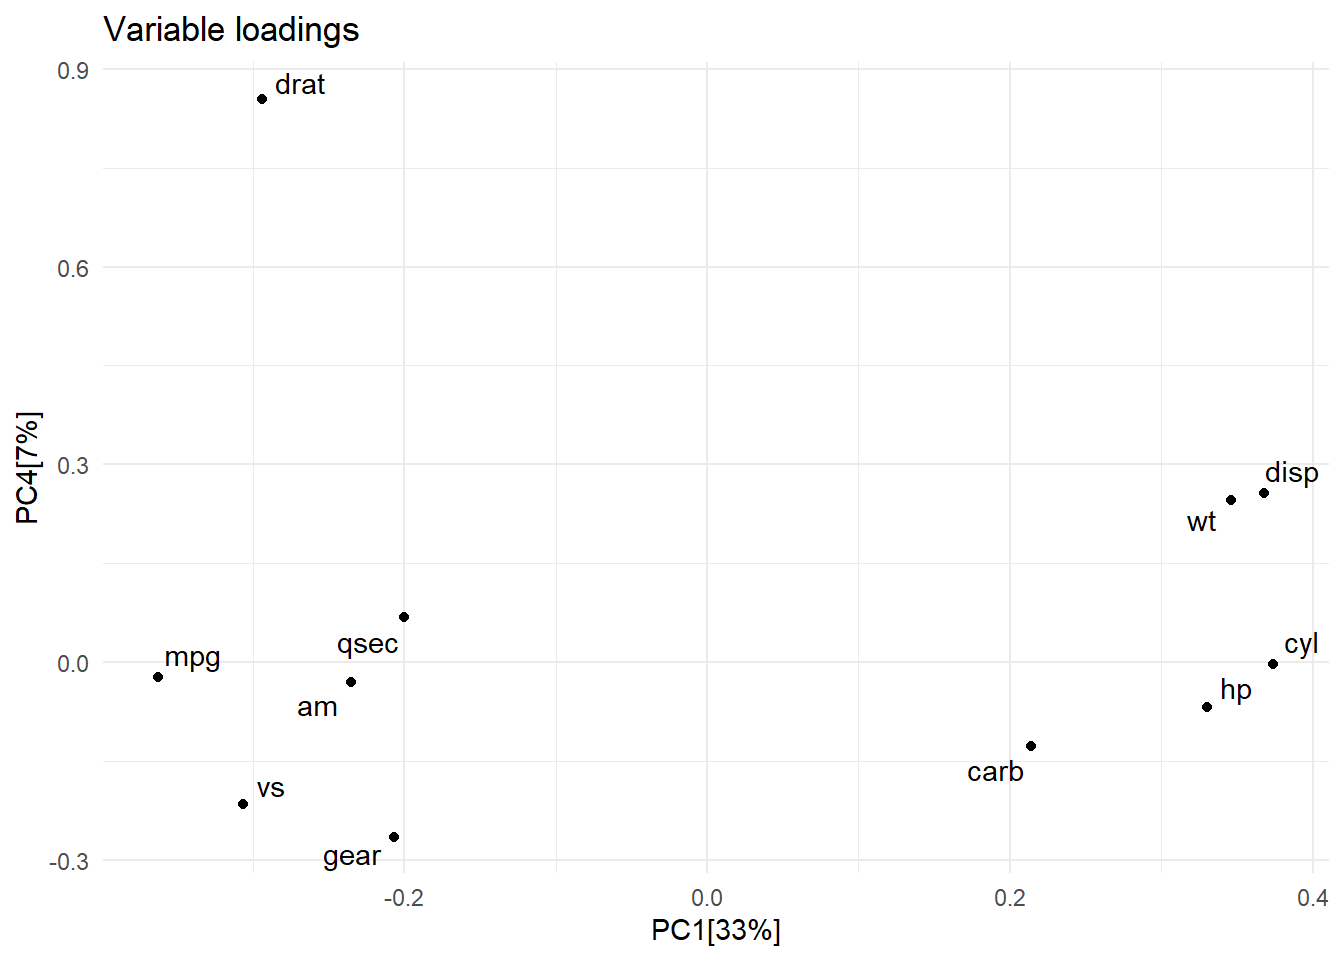 Variable loadings
0.9
drat
0.6
PC4[7%]
0.3
disp
wt
qsec
cyl
mpg
0.0
hp
am
carb
vs
gear
-0.3
-0.2
0.0
0.2
0.4
PC1[33%]